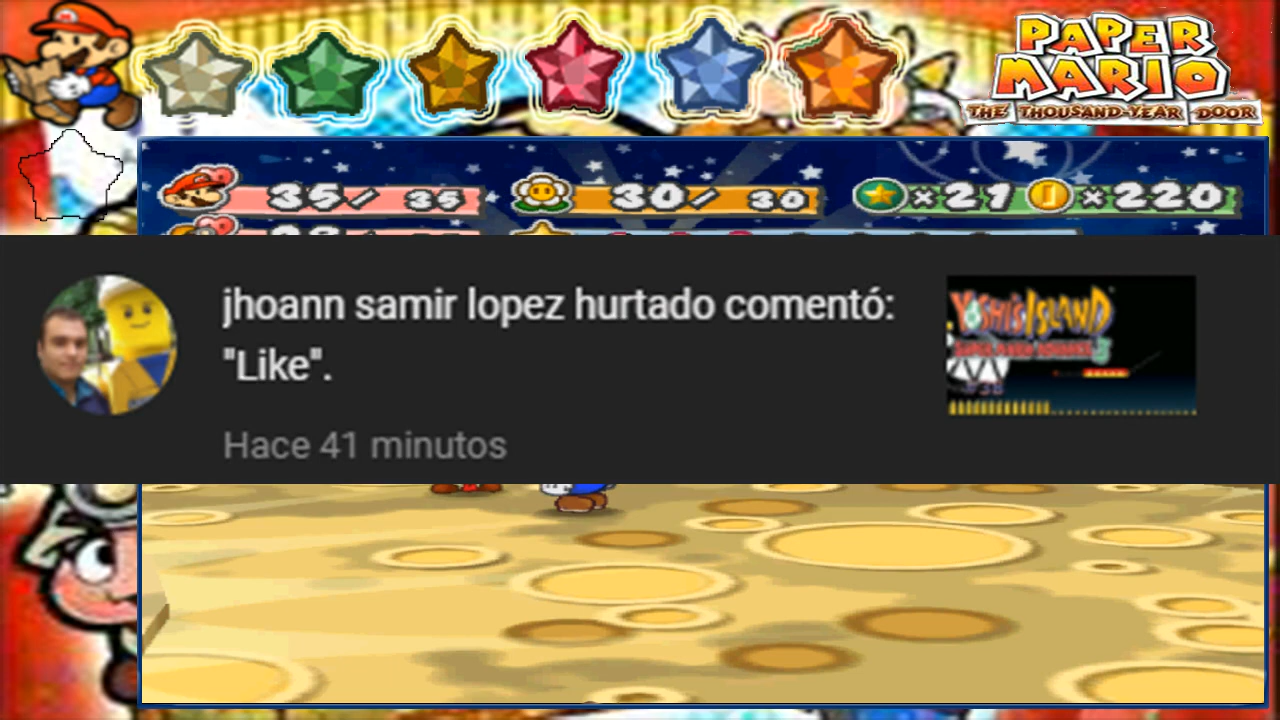 PAPER
MARIO
THE THOUSAND-YEAR DOOR
35/ 35
30/ 30
×21
×220
jhoann samir lopez hurtado comentó:
"Like".
Hace 41 minutos
YOSHI'S ISLAND
#38